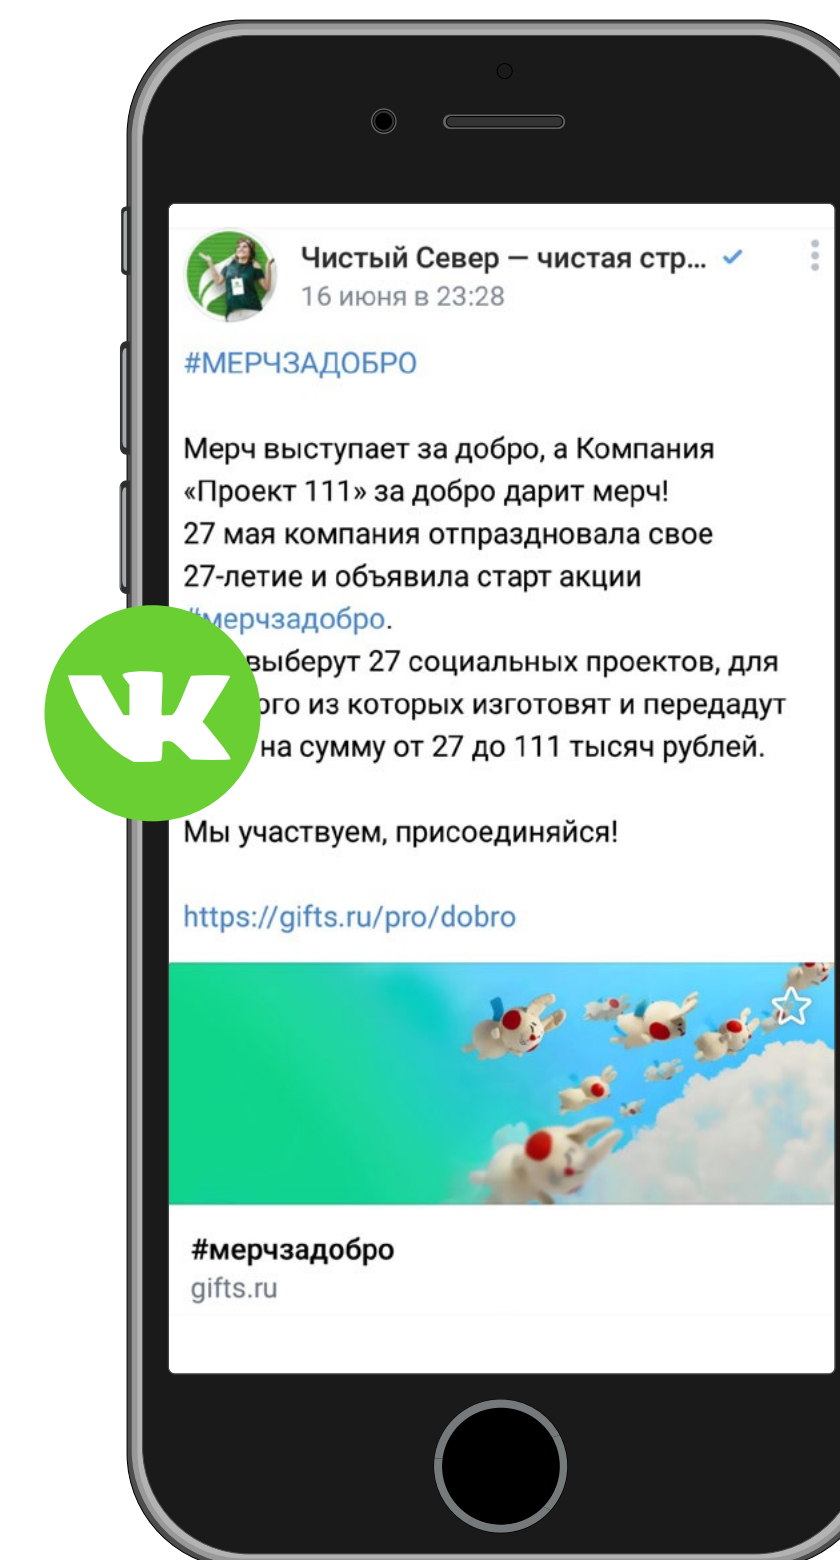 Чистый Север — чистая стр...
16 июня в 23:28
#МЕРЧЗАДОБРО
Мерч выступает за добро, а Компания
«Проект 111» за добро дарит мерч!
27 мая компания отпраздновала свое
27-летие и объявила старт акции
#мерчзадобро.
выберут 27 социальных проектов, для
из которых изготовят и передадут
на сумму от 27 до 111 тысяч рублей.
Мы участвуем, присоединяйся!
https://gifts.ru/pro/dobro
#мерчзадобро
gifts.ru